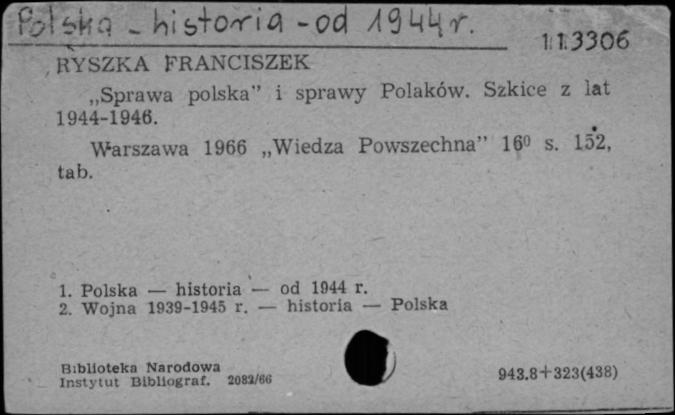 Polska - historia - od 1944 r.
113306
RYSZKA FRANCISZEK
„Sprawa polska” i sprawy Polaków. Szkice z lat
1944-1946.
Warszawa 1966 „Wiedza Powszechna” 16⁰ s. 152,
tab.
1. Polska — historia — od 1944 r.
2. Wojna 1939-1945 r. — historia — Polska
Biblioteka Narodowa
Instytut Bibliograf. 2082/66
943.8+323(438)